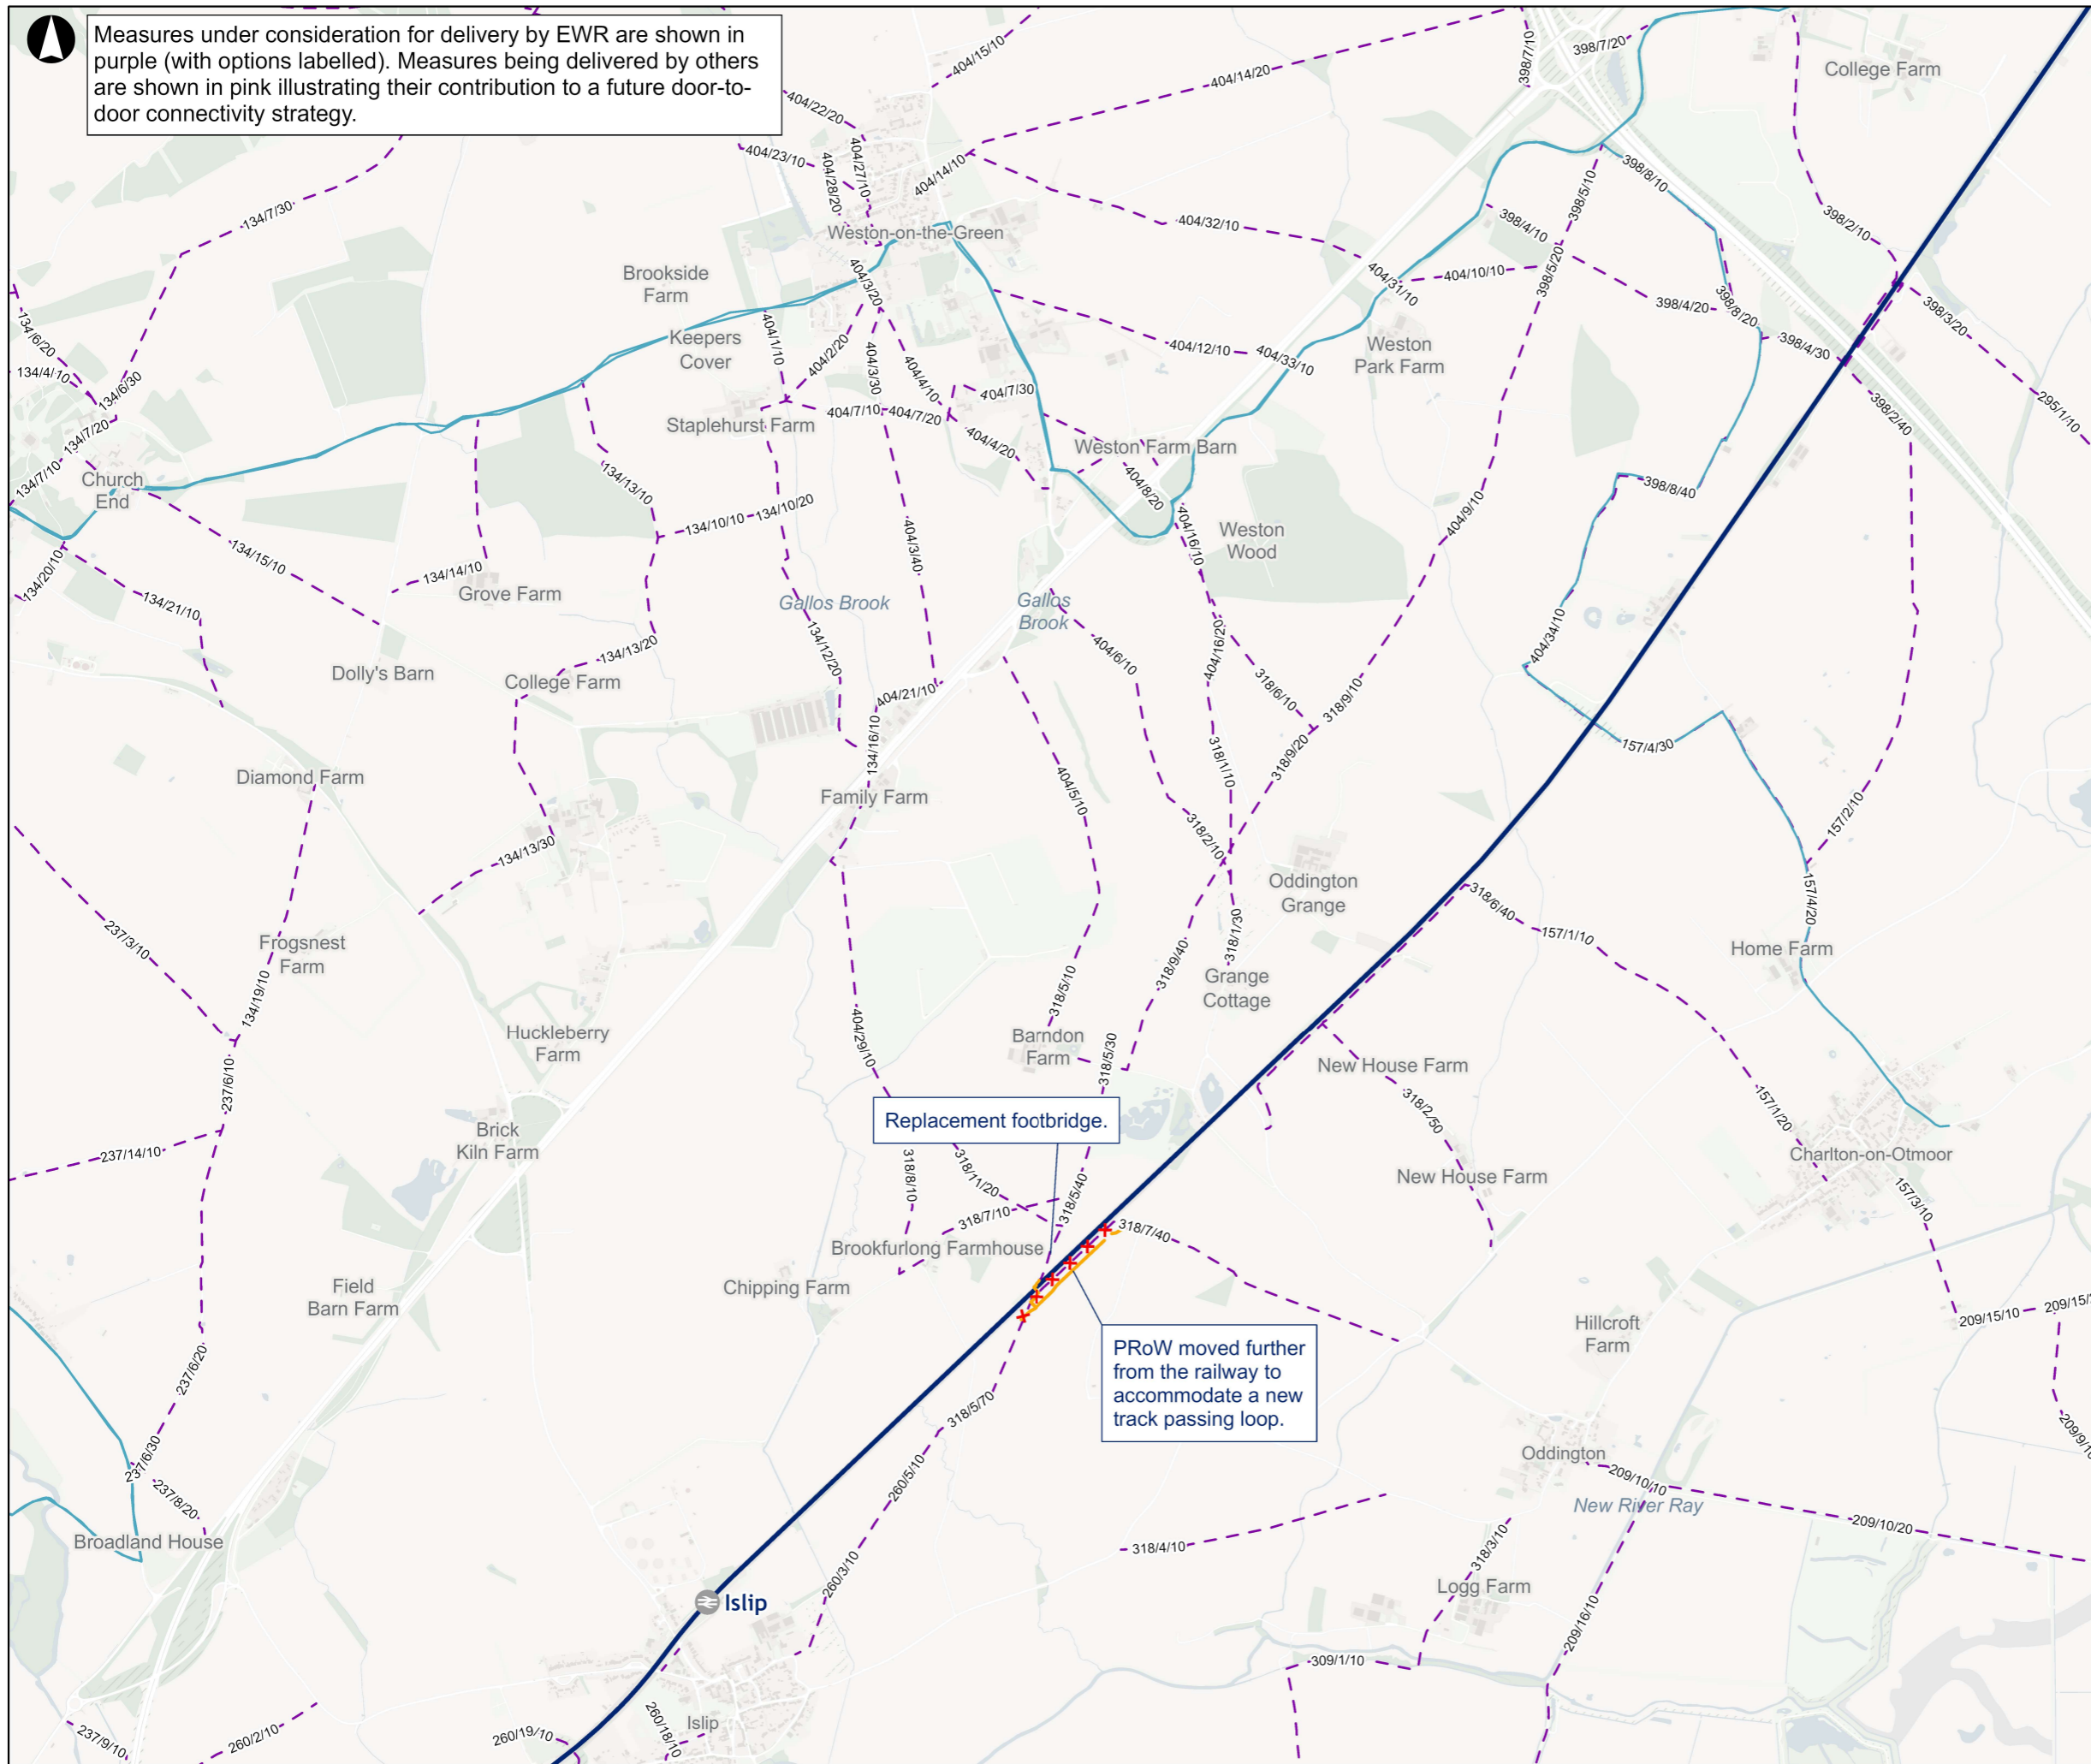 Measures under consideration for delivery by EWR are shown in
purple (with options labelled). Measures being delivered by others
are shown in pink illustrating their contribution to a future door-to-
door connectivity strategy.
404/15/10
404/14/20
398/7/10
398/7/20
College Farm
404/22/20
404/23/10
404/28/20
404/27/10
404/14/10
398/8/10
398/5/10
134/7/30
Weston-on-the-Green
404/32/10
398/4/10
398/2/10
Brookside
Farm
404/3/20
404/31/10
404/10/10
398/5/20
398/4/20
398/8/20
398/3/20
134/6/20
Keepers
Cover
404/1/10
404/2/20
404/3/30
404/4/10
404/12/10
404/33/10
Weston
Park Farm
398/4/30
134/4/10
134/6/30
404/7/30
398/2/40
295/1/10
134/7/20
Staplehurst Farm
404/7/10
404/7/20
404/4/20
Weston Farm Barn
134/7/10
Church
End
134/13/10
404/8/20
398/8/40
134/10/10
134/10/20
404/3/40
404/16/10
Weston
Wood
404/9/10
134/20/10
134/15/10
134/14/10
Grove Farm
134/21/10
Gallos Brook
Gallos
Brook
404/34/10
134/12/20
134/13/20
404/6/10
404/16/20
Dolly's Barn
College Farm
404/21/10
318/6/10
318/9/10
134/16/10
318/1/10
318/9/20
157/4/30
Diamond Farm
Family Farm
404/5/10
157/2/10
134/13/30
318/2/10
Oddington
Grange
157/4/20
237/3/10
Frogsnest
Farm
318/1/30
318/6/40
157/1/10
Home Farm
134/19/10
318/9/40
318/5/10
Grange
Cottage
Huckleberry
Farm
404/29/10
Barndon
Farm
318/5/30
New House Farm
237/6/10
318/2/50
157/1/20
Replacement footbridge.
Brick
Kiln Farm
237/14/10
318/8/10
318/11/20
318/5/40
New House Farm
Charlton-on-Otmoor
157/3/10
318/7/10
318/7/40
Brookfurlong Farmhouse
Field
Barn Farm
Chipping Farm
209/15/10
209/15/
Hillcroft
Farm
PRoW moved further
from the railway to
accommodate a new
track passing loop.
237/6/20
318/5/70
209/9/10
237/6/30
Oddington
237/8/20
260/5/10
209/10/10
New River Ray
209/10/20
Broadland House
318/4/10
318/3/10
260/3/10
Logg Farm
Islip
209/16/10
309/1/10
237/9/10
260/2/10
260/19/10
260/18/10
Islip